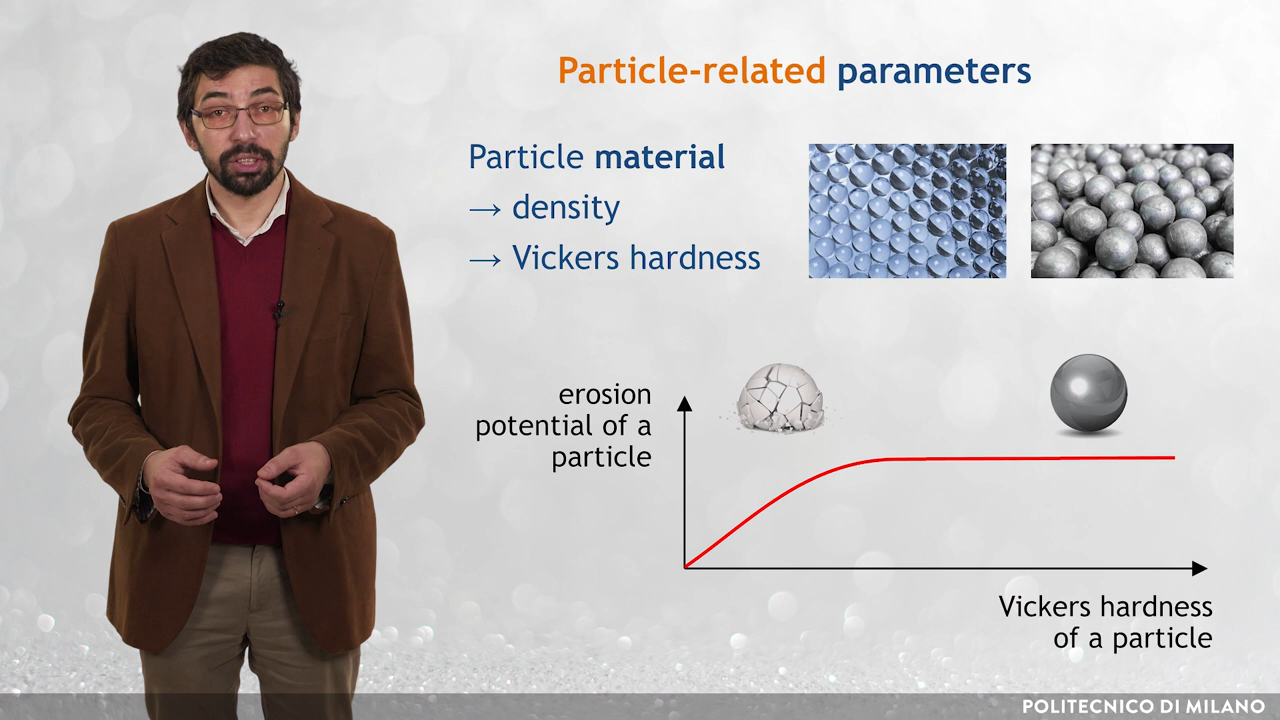 Particle-related parameters
Particle material
→ density
→ Vickers hardness
erosion
potential of a
particle
Vickers hardness
of a particle
POLITECNICO DI MILANO